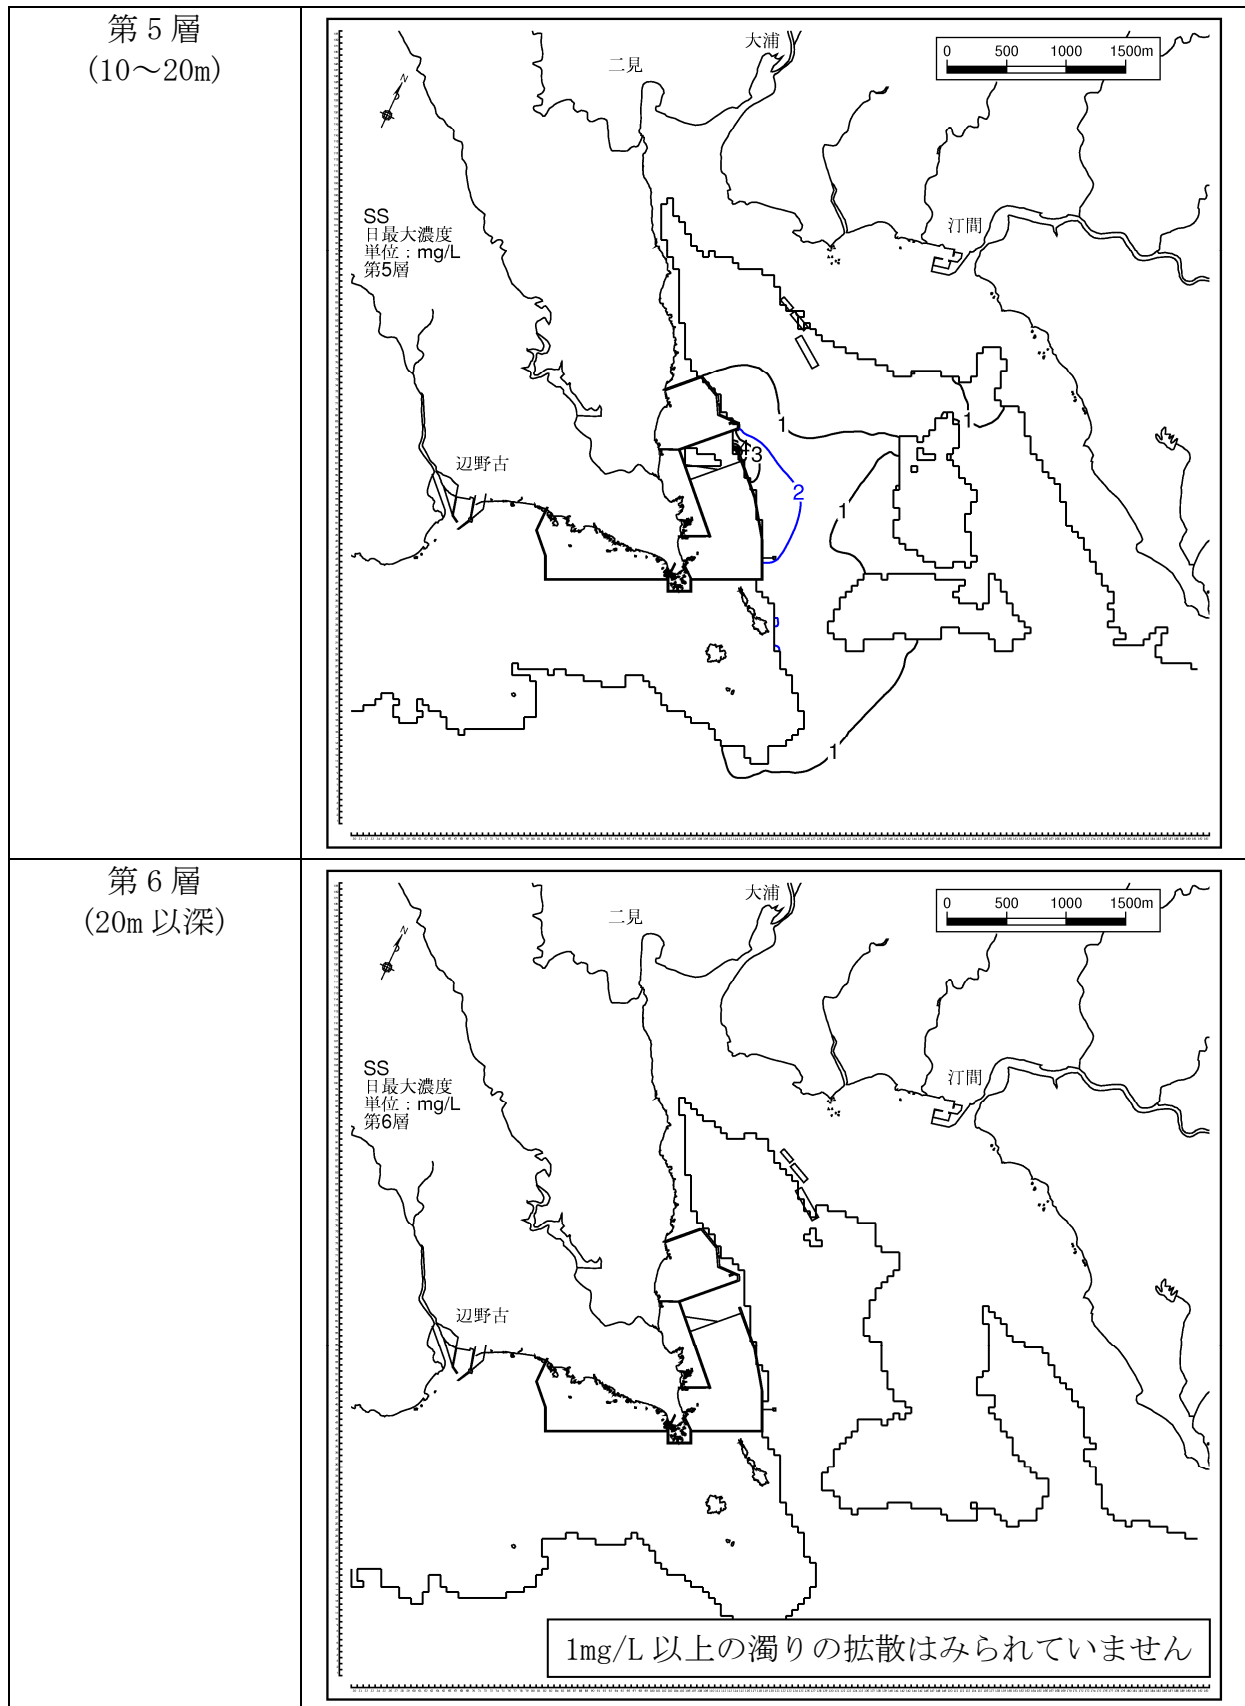 第5層
(10～20m)
大浦
二見
0 500 1000 1500m
N
SS
日最大濃度
単位：mg/L
第5層
汀間
辺野古
1
1
3
2
1
1
第6層
(20m 以深)
大浦
二見
0 500 1000 1500m
N
SS
日最大濃度
単位：mg/L
第6層
汀間
辺野古
1mg/L 以上の濁りの拡散はみられていません